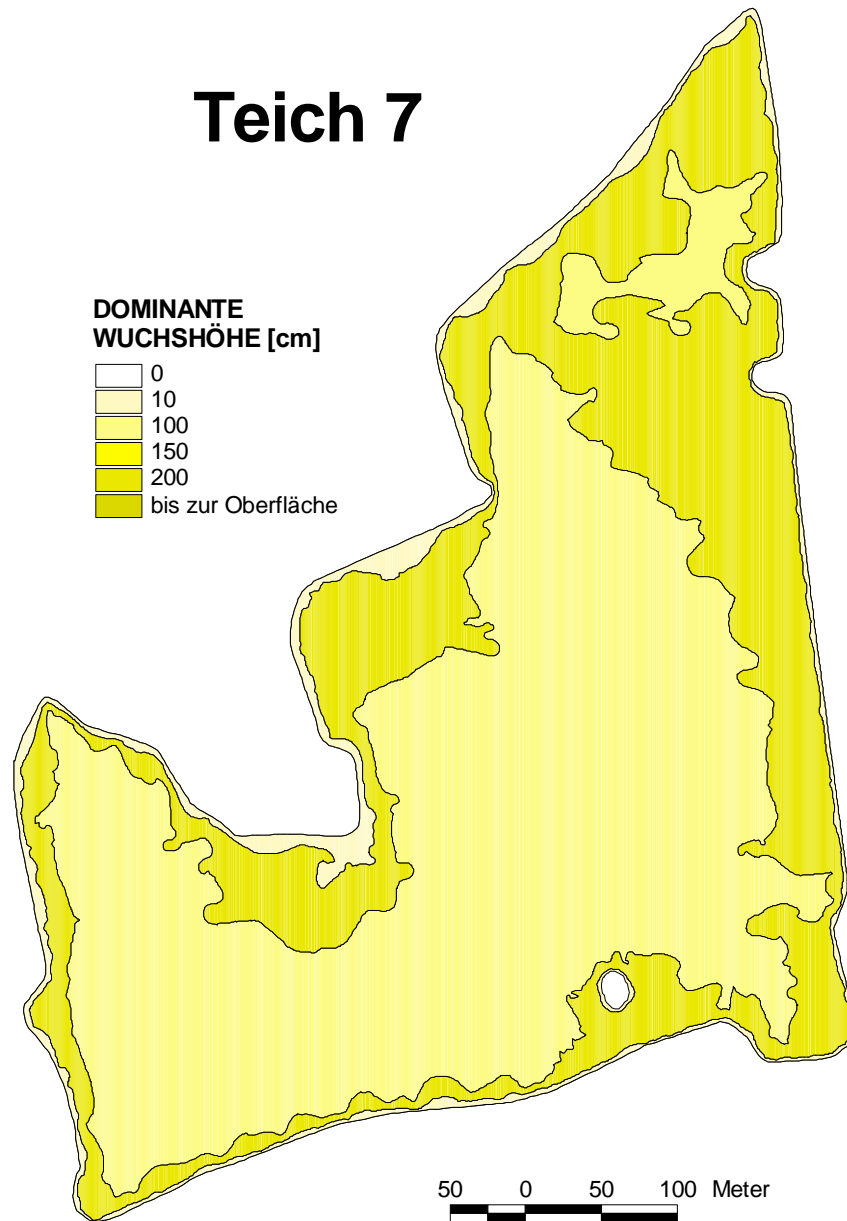 Teich 7
DOMINANTE
WUCHSHÖHE [cm]
0
10
100
150
200
bis zur Oberfläche
50 0 50 100 Meter